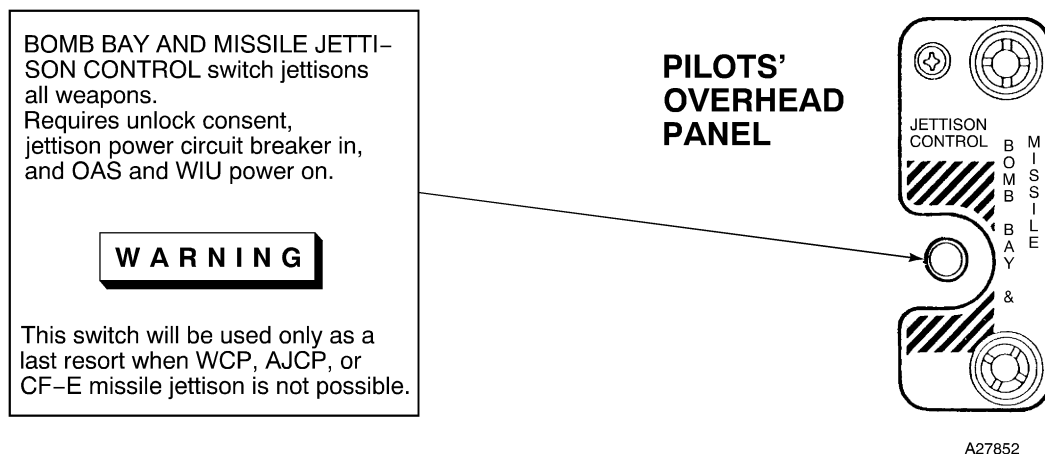 BOMB BAY AND MISSILE JETTI–
SON CONTROL switch jettisons
all weapons.
Requires unlock consent,
jettison power circuit breaker in,
and OAS and WIU power on.
WARNING
This switch will be used only as a
last resort when WCP, AJCP, or
CF–E missile jettison is not possible.
PILOTS'
OVERHEAD
PANEL
JETTISON
CONTROL
BOMB BAY &
MISSILE
A27852